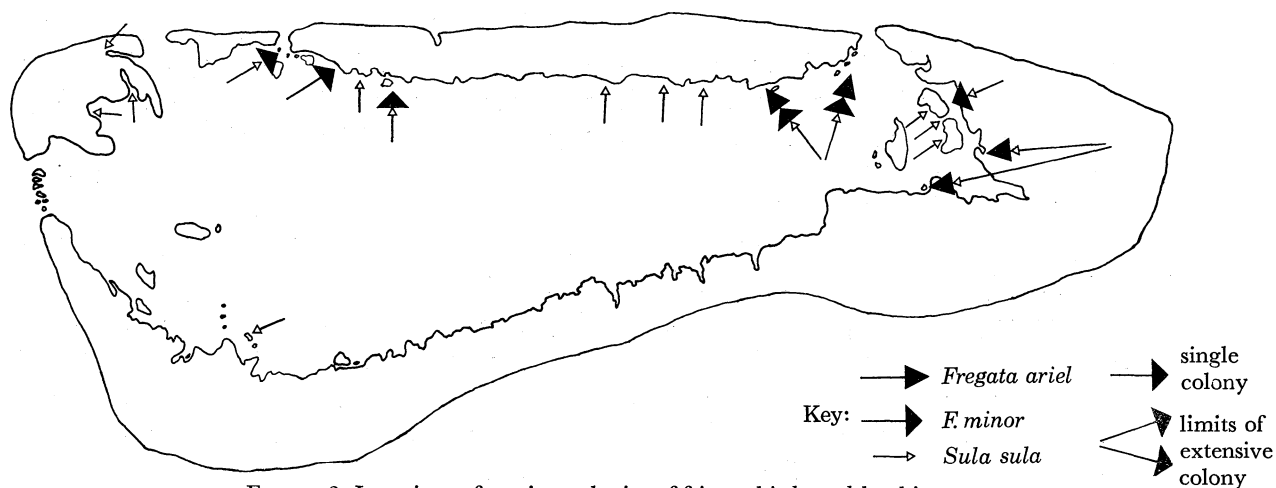 Fregata ariel
single
colony
Key:
F. minor
limits of
extensive
colony
Sula sula